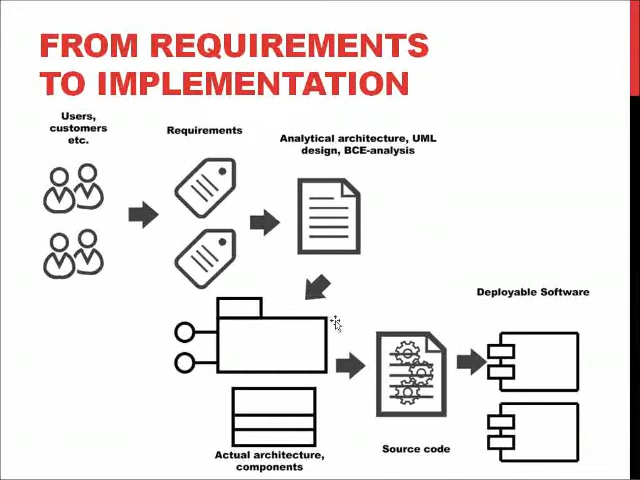 FROM REQUIREMENTS
TO IMPLEMENTATION
Users,
customers
etc.
Requirements
Analytical architecture, UML
design, BCE-analysis
Deployable Software
Actual architecture,
components
Source code